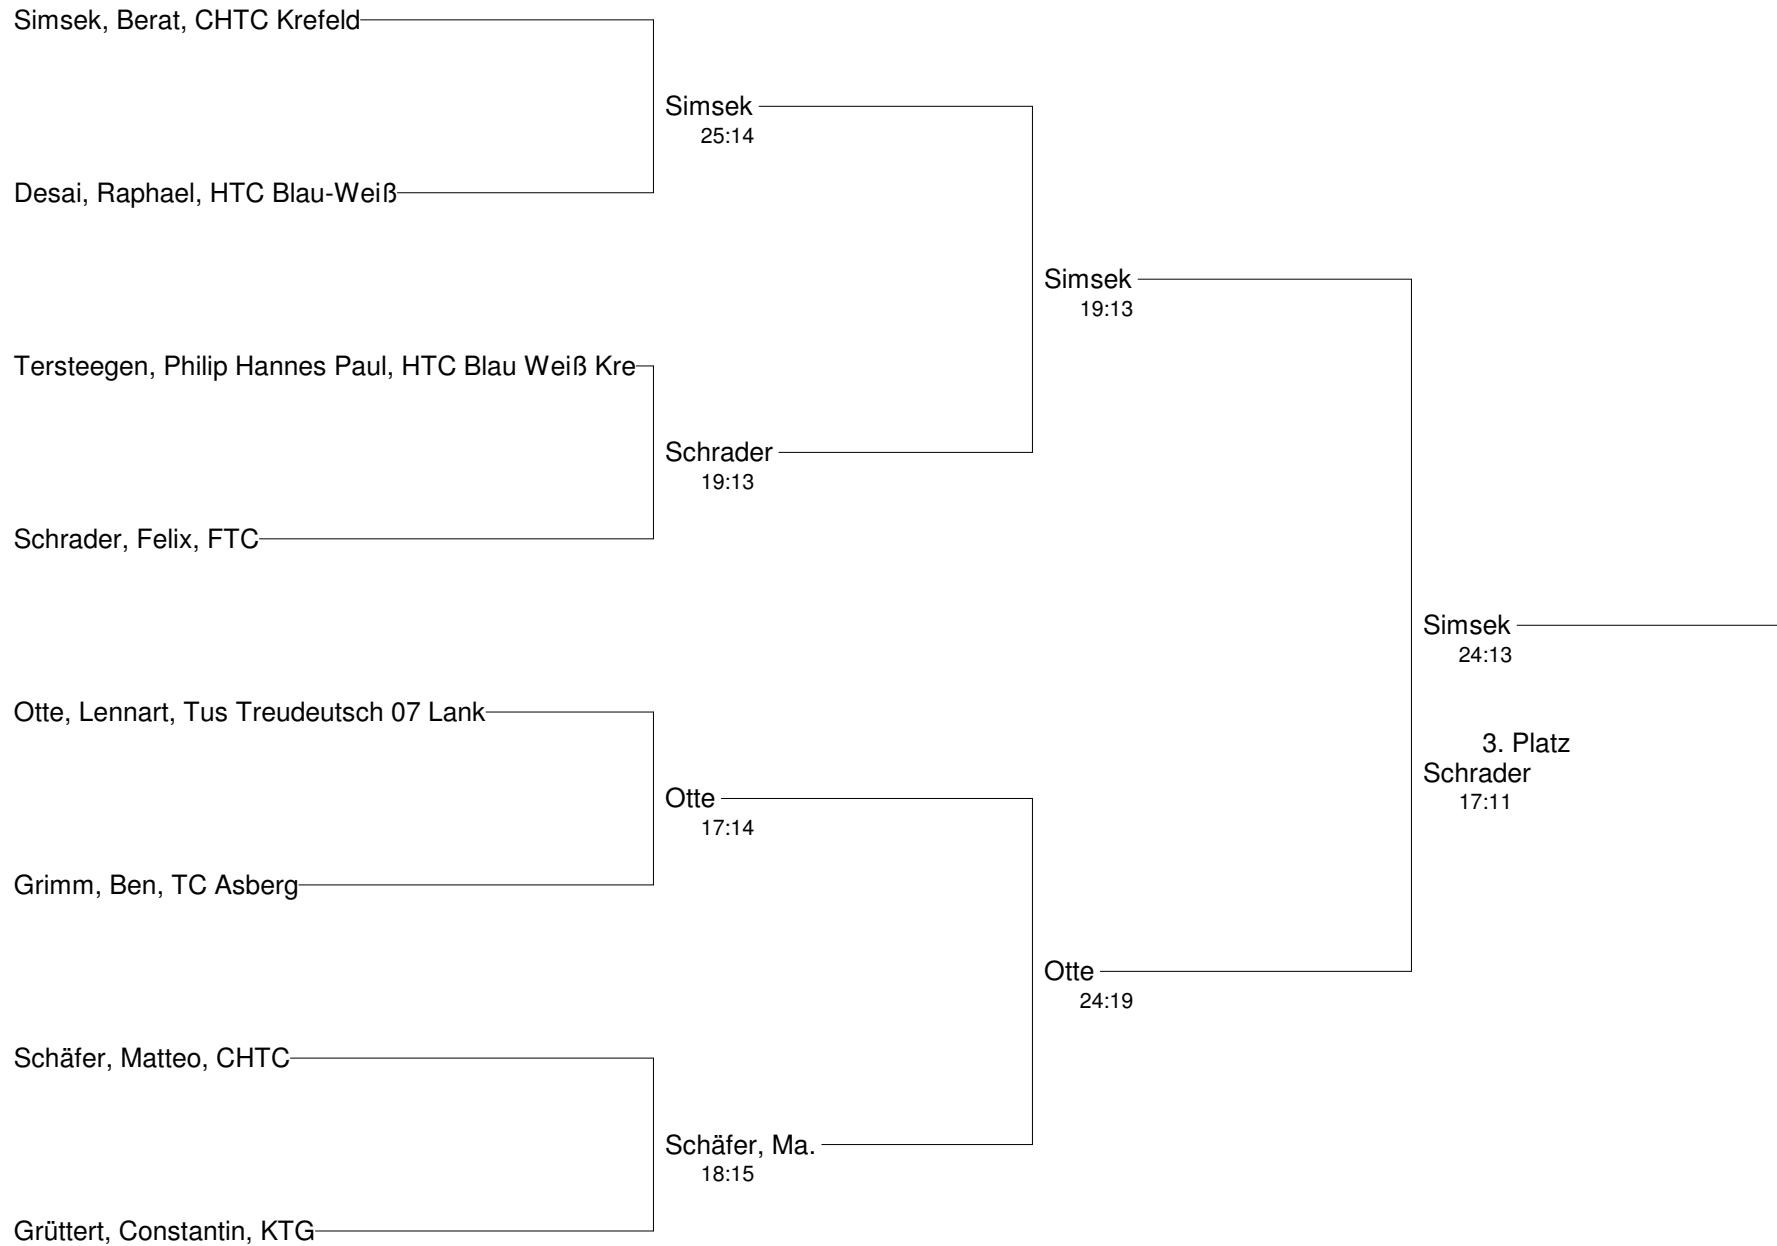 Simsek, Berat, CHTC Krefeld
Simsek
25:14
Desai, Raphael, HTC Blau-Weiß
Simsek
19:13
Tersteegen, Philip Hannes Paul, HTC Blau Weiß Kre
Schrader
19:13
Schrader, Felix, FTC
Simsek
24:13
Otte, Lennart, Tus Treudeutsch 07 Lank
3. Platz
Schrader
17:11
Otte
17:14
Grimm, Ben, TC Asberg
Otte
24:19
Schäfer, Matteo, CHTC
Schäfer, Ma.
18:15
Grüttert, Constantin, KTG